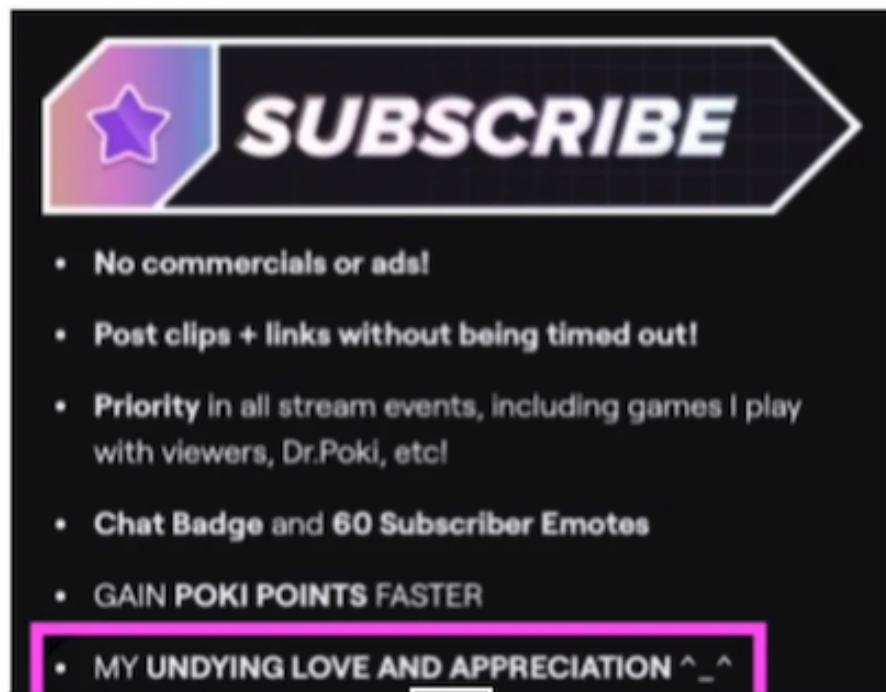 SUBSCRIBE
• No commercials or ads!
• Post clips + links without being timed out!
• Priority in all stream events, including games I play
with viewers, Dr.Poki, etc!
• Chat Badge and 60 Subscriber Emotes
• GAIN POKI POINTS FASTER
• MY UNDYING LOVE AND APPRECIATION ^_^